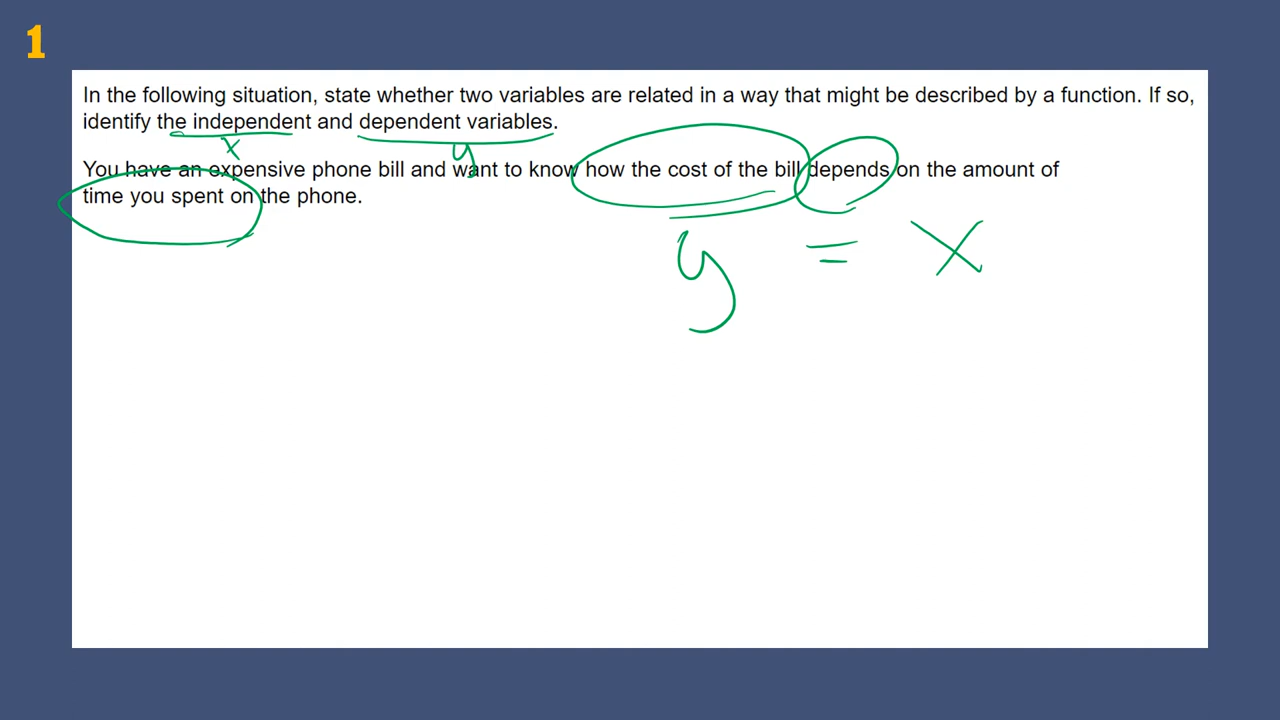 1
In the following situation, state whether two variables are related in a way that might be described by a function. If so,
identify the independent and dependent variables.
x y
You have an expensive phone bill and want to know how the cost of the bill depends on the amount of
time you spent on the phone.
y = x